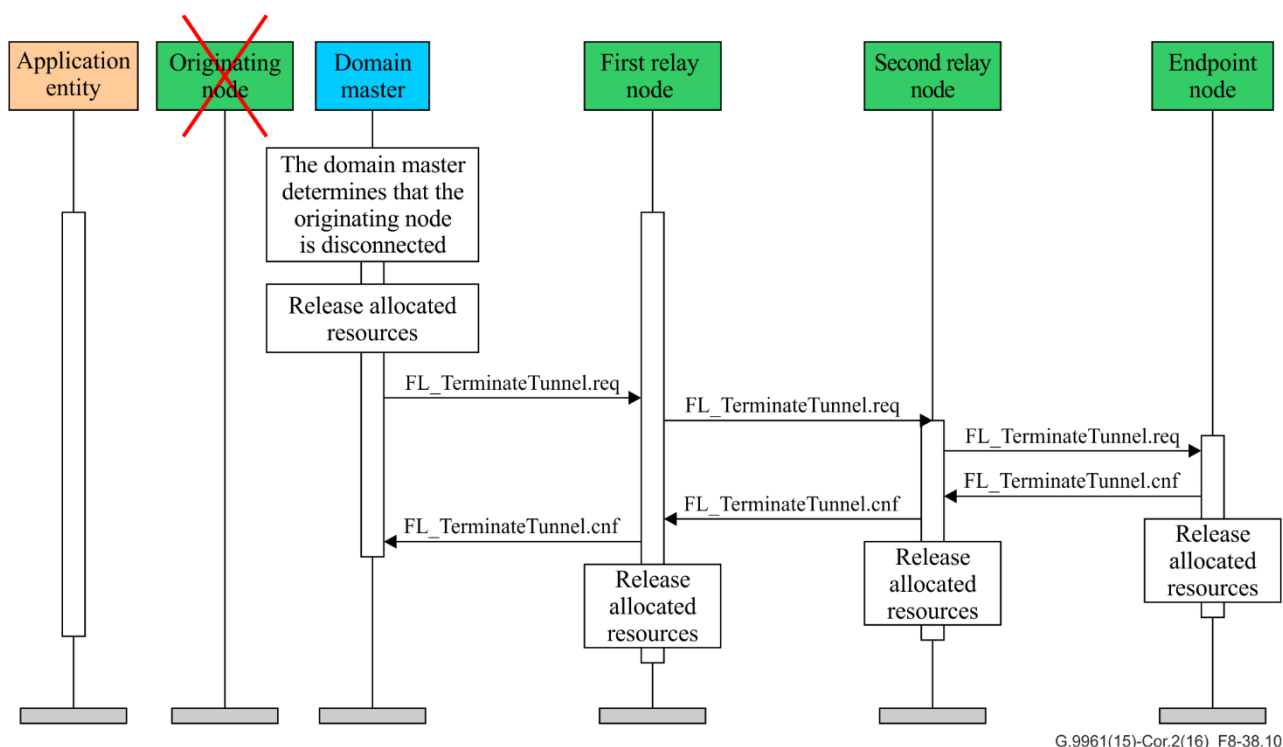 Application
entity
Originating
node
Domain
master
First relay
node
Second relay
node
Endpoint
node
The domain master
determines that the
originating node
is disconnected
Release allocated
resources
FL_TerminateTunnel.req
FL_TerminateTunnel.req
FL_TerminateTunnel.req
FL_TerminateTunnel.cnf
FL_TerminateTunnel.cnf
FL_TerminateTunnel.cnf
Release
allocated
resources
Release
allocated
resources
Release
allocated
resources
G.9961(15)-Cor.2(16)_F8-38.10